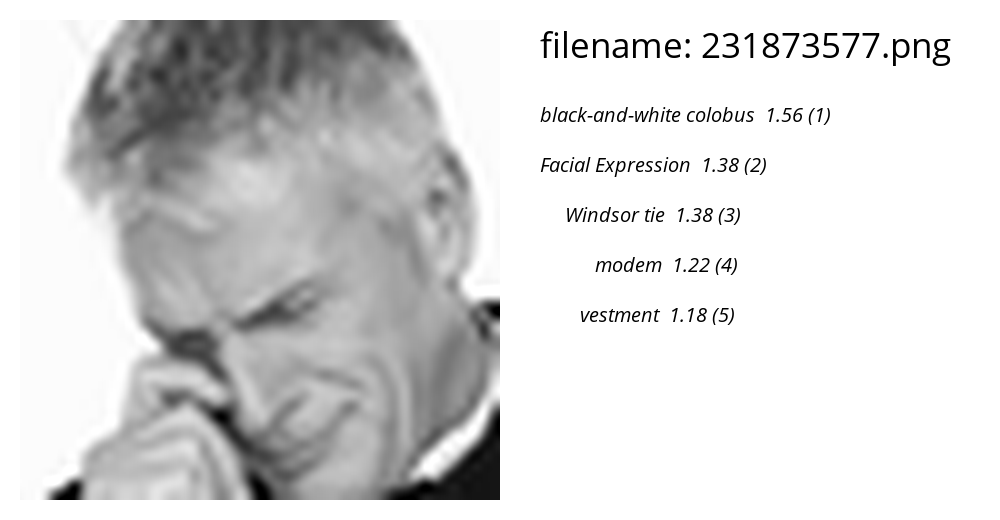 filename: 231873577.png
black-and-white colobus 1.56 (1)
Facial Expression 1.38 (2)
Windsor tie 1.38 (3)
modem 1.22 (4)
vestment 1.18 (5)